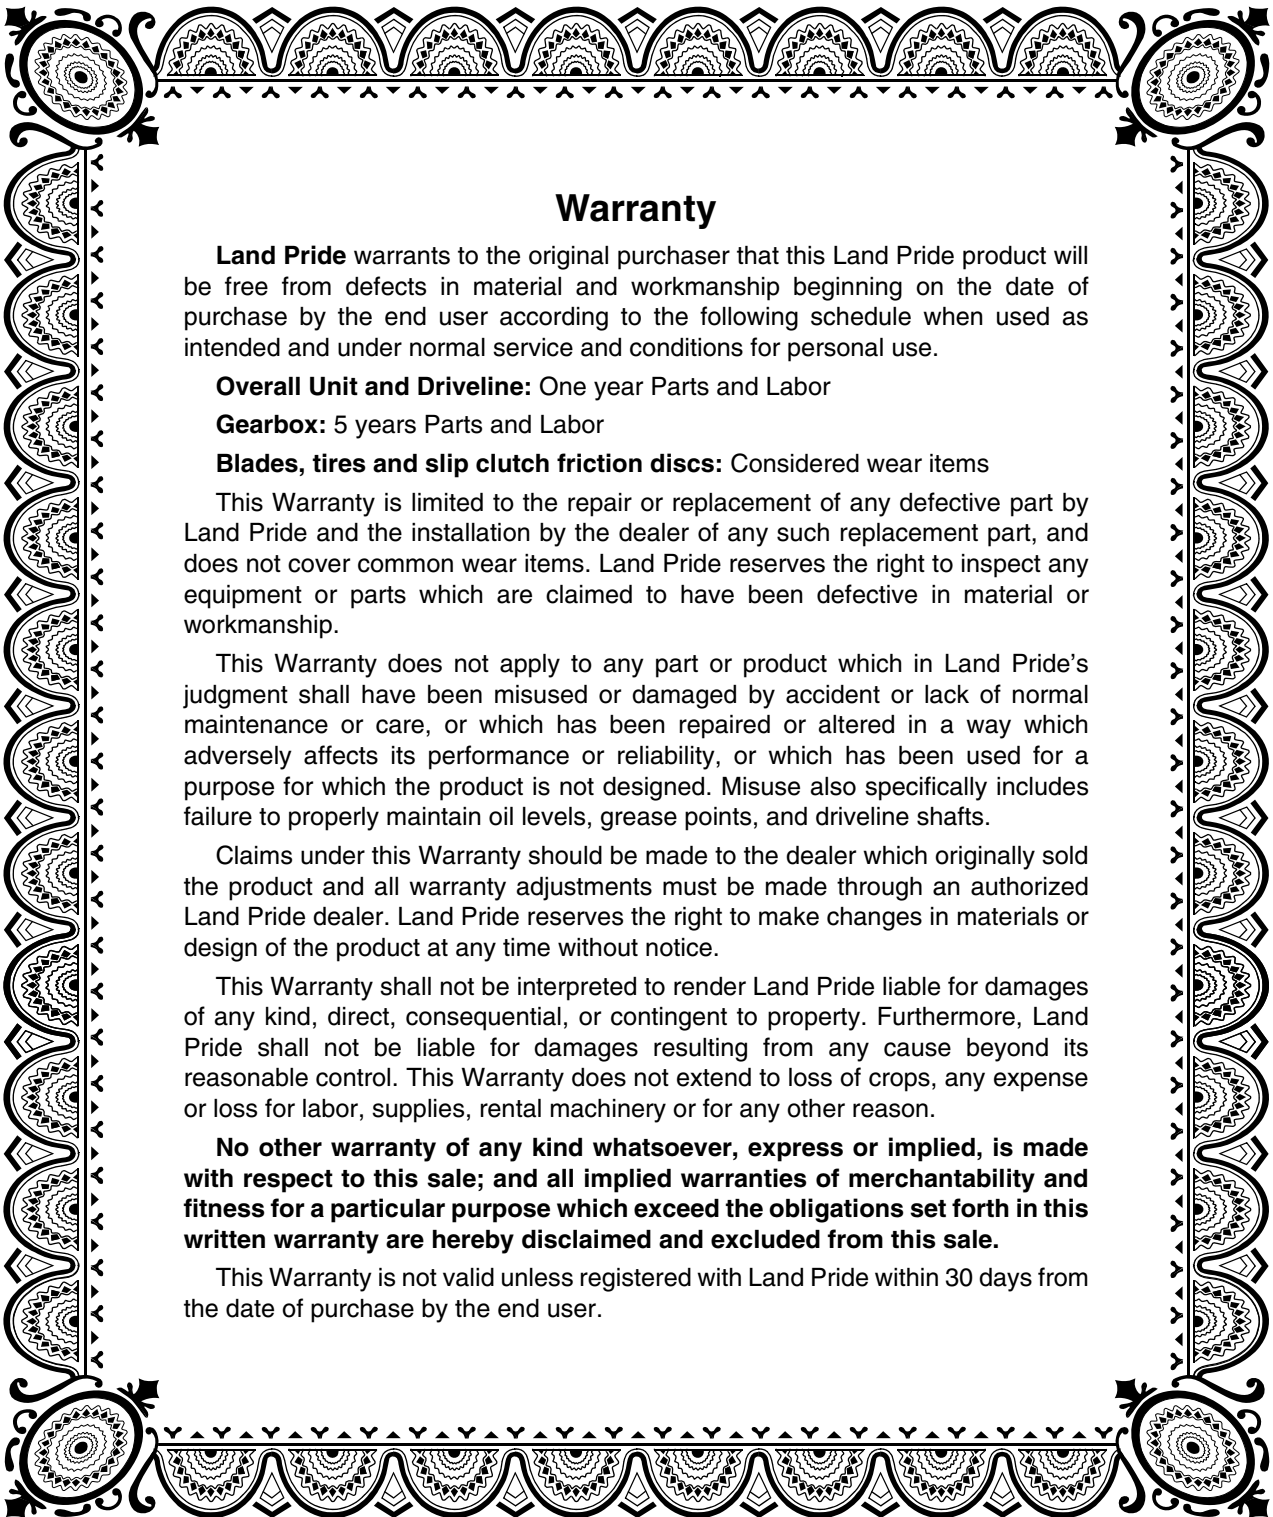 Warranty
Land Pride warrants to the original purchaser that this Land Pride product will
be free from defects in material and workmanship beginning on the date of
purchase by the end user according to the following schedule when used as
intended and under normal service and conditions for personal use.
Overall Unit and Driveline: One year Parts and Labor
Gearbox: 5 years Parts and Labor
Blades, tires and slip clutch friction discs: Considered wear items
This Warranty is limited to the repair or replacement of any defective part by
Land Pride and the installation by the dealer of any such replacement part, and
does not cover common wear items. Land Pride reserves the right to inspect any
equipment or parts which are claimed to have been defective in material or
workmanship.
This Warranty does not apply to any part or product which in Land Pride’s
judgment shall have been misused or damaged by accident or lack of normal
maintenance or care, or which has been repaired or altered in a way which
adversely affects its performance or reliability, or which has been used for a
purpose for which the product is not designed. Misuse also specifically includes
failure to properly maintain oil levels, grease points, and driveline shafts.
Claims under this Warranty should be made to the dealer which originally sold
the product and all warranty adjustments must be made through an authorized
Land Pride dealer. Land Pride reserves the right to make changes in materials or
design of the product at any time without notice.
This Warranty shall not be interpreted to render Land Pride liable for damages
of any kind, direct, consequential, or contingent to property. Furthermore, Land
Pride shall not be liable for damages resulting from any cause beyond its
reasonable control. This Warranty does not extend to loss of crops, any expense
or loss for labor, supplies, rental machinery or for any other reason.
No other warranty of any kind whatsoever, express or implied, is made
with respect to this sale; and all implied warranties of merchantability and
fitness for a particular purpose which exceed the obligations set forth in this
written warranty are hereby disclaimed and excluded from this sale.
This Warranty is not valid unless registered with Land Pride within 30 days from
the date of purchase by the end user.